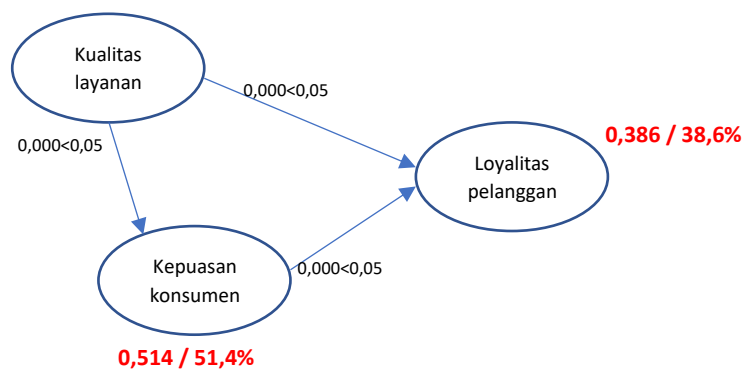 Kualitas
layanan
0,000<0,05
0,000<0,05
0,386 / 38,6%
Loyalitas
pelanggan
Kepuasan
konsumen
0,000<0,05
0,514 / 51,4%